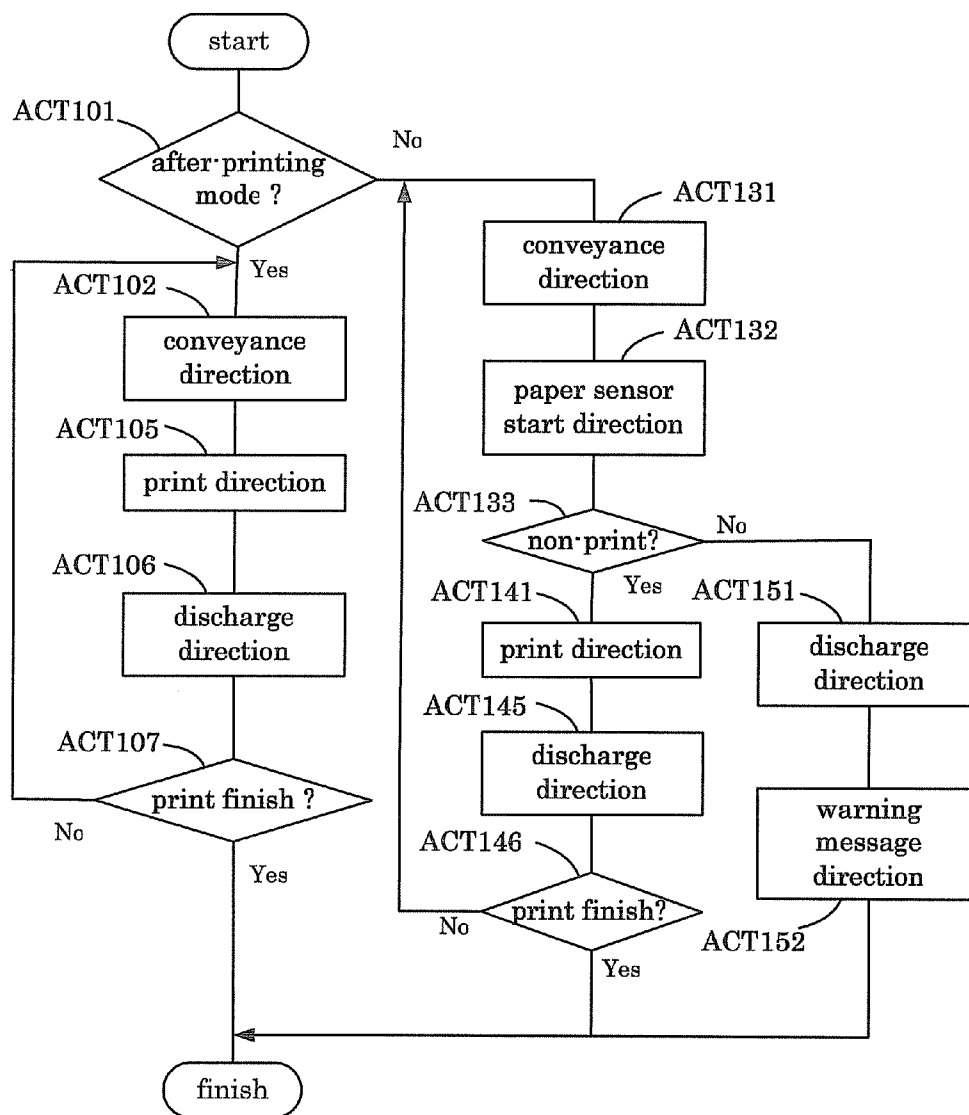 start
ACT101
No
after-printing
mode ?
ACT131
conveyance
direction
Yes
ACT102
conveyance
direction
ACT132
paper sensor
start direction
ACT105
print direction
ACT133
non-print?
No
Yes
ACT106
discharge
direction
ACT141
print direction
ACT151
discharge
direction
ACT145
discharge
direction
ACT107
print finish ?
No
Yes
warning
message
direction
ACT146
print finish?
No
Yes
ACT152
finish